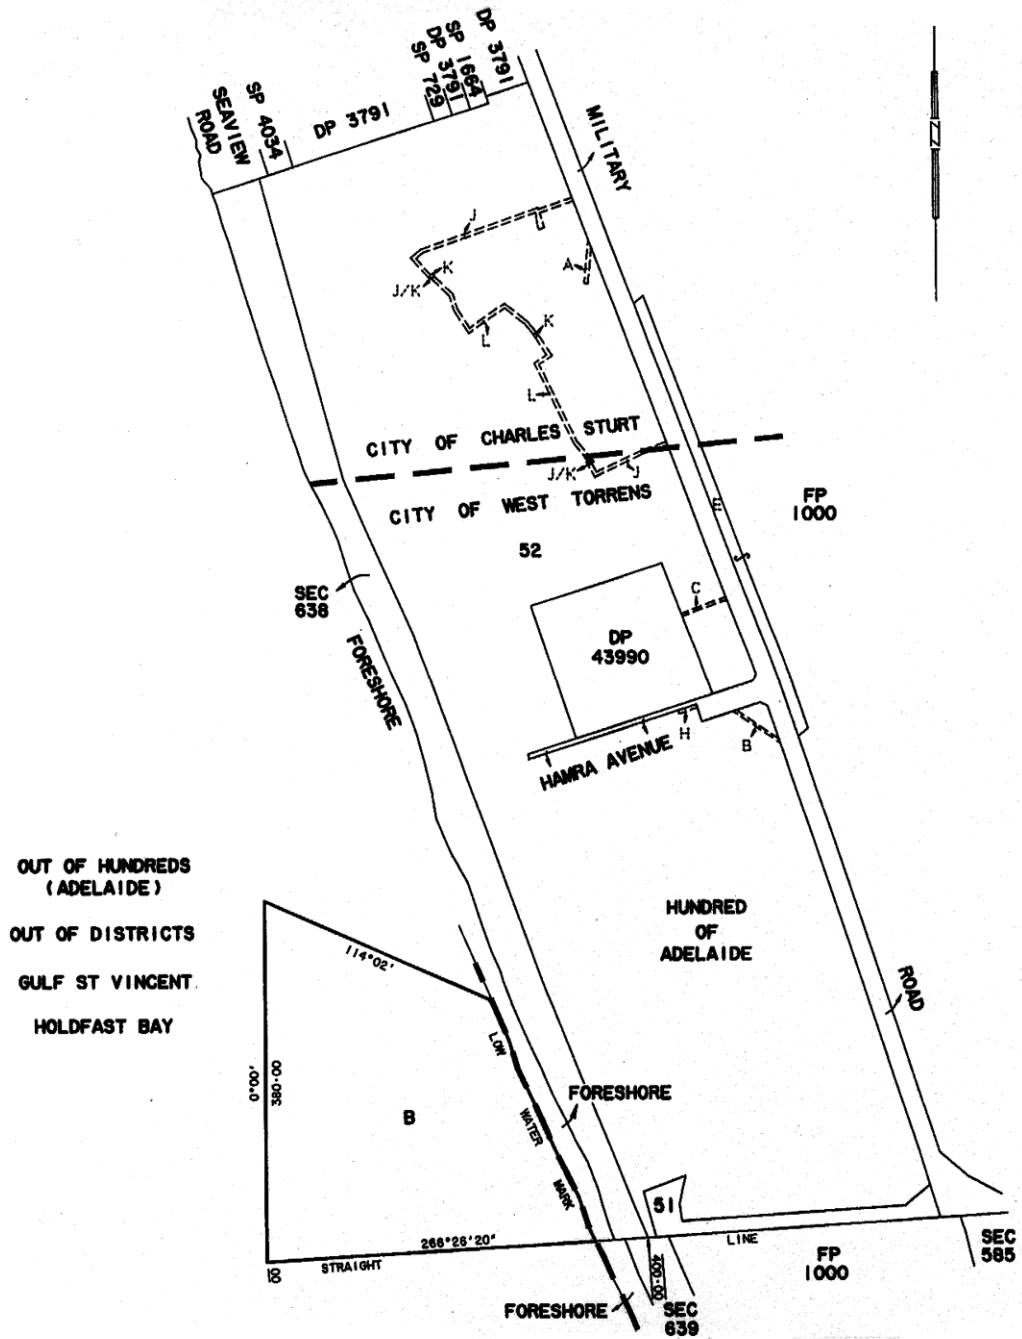 DP 3791
SP 1664
DP 3791
SP 729
DP 3791
SP 4034
SEAVIEW
ROAD
MILITARY
J
L
A
K
J/K
L
K
L
CITY OF CHARLES STURT
J/K
J
CITY OF WEST TORRENS
E
FP
1000
52
SEC
638
C
FORESHORE
DP
43990
H
B
HAMRA AVENUE
OUT OF HUNDREDS
(ADELAIDE)
OUT OF DISTRICTS
GULF ST VINCENT
HOLDFAST BAY
HUNDRED
OF
ADELAIDE
114°02'
ROAD
LOW
WATER
MARK
0°00'
380·00
B
FORESHORE
51
266°26'20"
STRAIGHT
LINE
400·00
FP
1000
SEC
585
FORESHORE
SEC
639